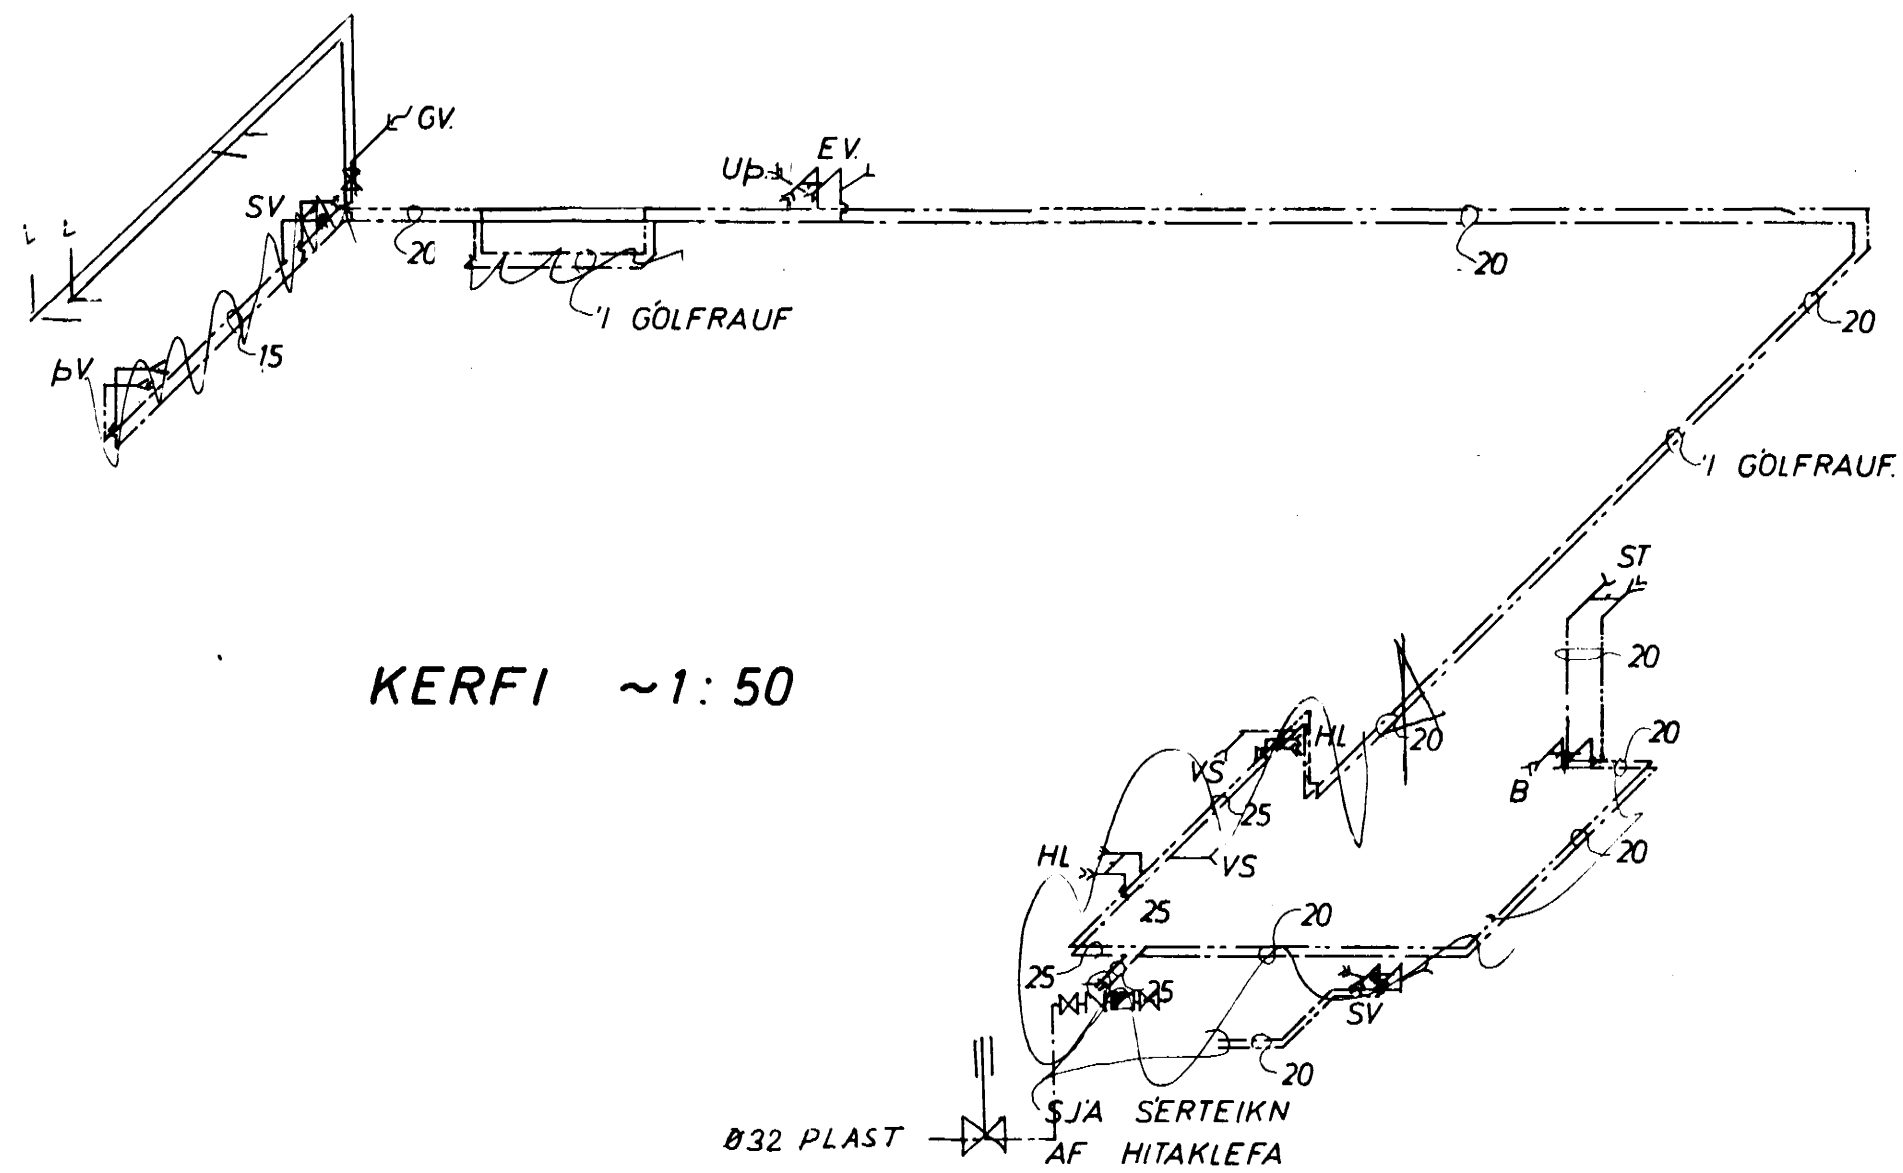 GV.
Uþ.
EV.
SV
20
20
20
'I GÓLFRAUF
15
þV
'I GÓLFRAUF.
ST
20
KERFI ~1:50
HL
20
20
VS
25
B
20
HL
VS
25
20
25
25
SV
20
SJÁ SÉRTEIKN
Ø32 PLAST
AF HITAKLEFA